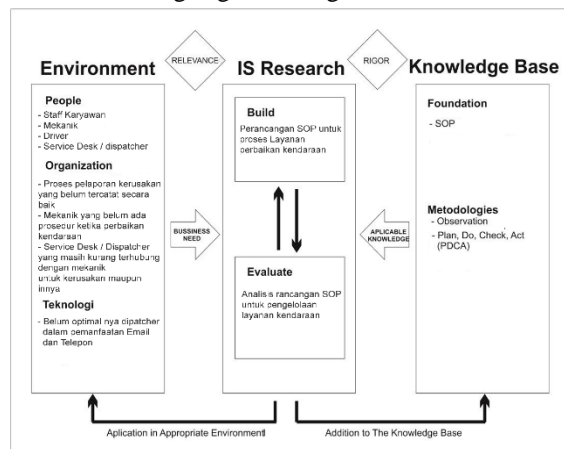 RELEVANCE
RIGOR
Environment
IS Research
Knowledge Base
People
- Staff Karyawan
- Mekanik
- Driver
- Service Desk / dispatcher
Organization
- Proses pelaporan kerusakan
yang belum tercatat secara
baik
- Mekanik yang belum ada
prosedur ketika perbaikan
kendaraan
- Service Desk / Dispatcher
yang masih kurang terhubung
dengan mekanik
untuk kerusakan maupun
innya
Teknologi
- Belum optimal nya dipatcher
dalam pemanfaatan Email
dan Telepon
BUSSINESS
NEED
Build
Perancangan SOP untuk
proses Layanan
perbaikan kendaraan
Evaluate
Analisis rancangan SOP
untuk pengelolaan
layanan kendaraan
APLICABLE
KNOWLEDGE
Foundation
- SOP
Metodologies
- Observation
- Plan, Do, Check, Act
(PDCA)
Aplication in Appropriate Environment
Addition to The Knowledge Base